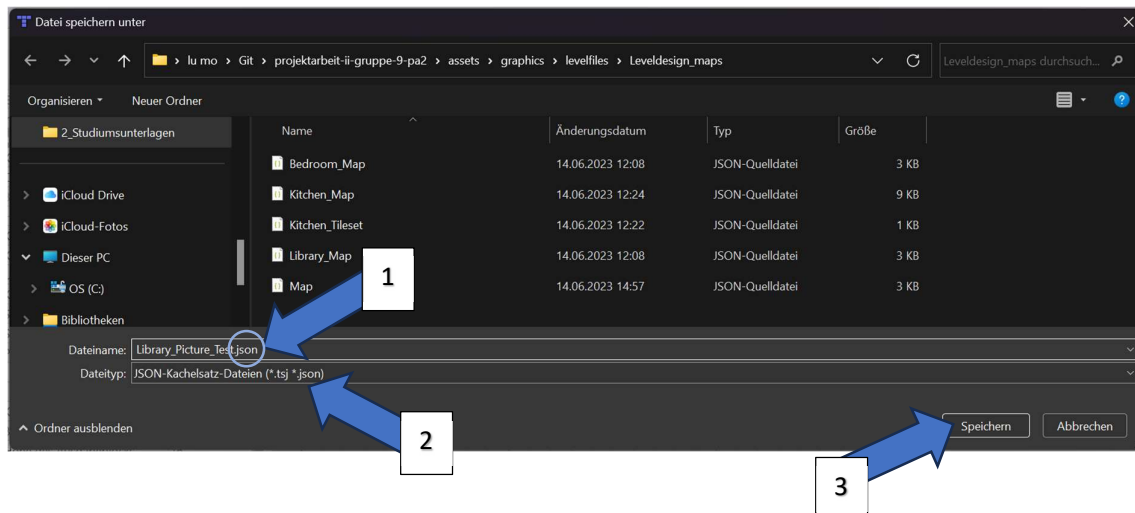 Datei speichern unter
lu mo › Git › projektarbeit-ii-gruppe-9-pa2 › assets › graphics › levelfiles › Leveldesign_maps
Leveldesign_maps durchsuch...
Organisieren Neuer Ordner
2_Studiumsunterlagen
Name Änderungsdatum Typ Größe
Bedroom_Map 14.06.2023 12:08 JSON-Quelldatei 3 KB
iCloud Drive
Kitchen_Map 14.06.2023 12:24 JSON-Quelldatei 9 KB
iCloud-Fotos
Kitchen_Tileset 14.06.2023 12:22 JSON-Quelldatei 1 KB
Dieser PC
Library_Map 14.06.2023 12:08 JSON-Quelldatei 3 KB
1
OS (C:)
Map 14.06.2023 14:57 JSON-Quelldatei 3 KB
Bibliotheken
Dateiname: Library_Picture_Test.json
Dateityp: JSON-Kachelsatz-Dateien (*.tsj *.json)
2
Ordner ausblenden
Speichern Abbrechen
3